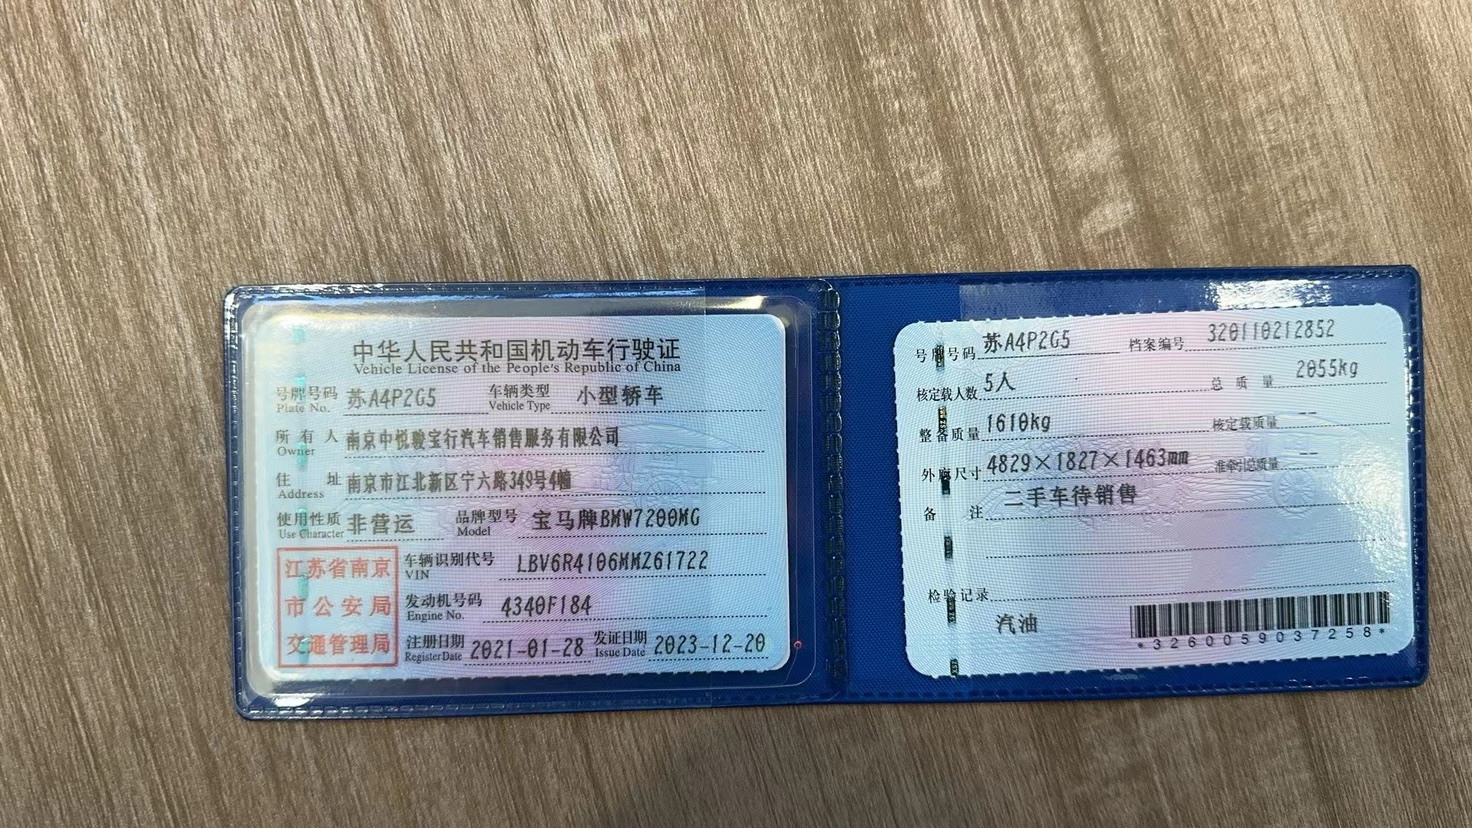 中华人民共和国机动车行驶证
Vehicle License of the People's Republic of China
号牌号码 苏A4P2G5 车辆类型 小型轿车
Plate No. Vehicle Type
所有人 南京中悦骏宝行汽车销售服务有限公司
Owner
住址 南京市江北新区宁六路349号4幢
Address
使用性质 非营运 品牌型号 宝马牌BMW7200MG
Use Character Model
江苏省南京
市公安局
交通管理局
车辆识别代号 LBV6R4106MMZ61722
VIN
发动机号码 4340F184
Engine No.
注册日期 2021-01-28 发证日期 2023-12-20
Register Date Issue Date
号牌号码 苏A4P2G5 档案编号 320110212852
核定载人数 5人 总质量 2055kg
整备质量 1610kg 核定载质量 --
外廓尺寸 4829×1827×1463mm 准牵引总质量 --
备注 二手车待销售
检验记录
汽油
*3260059037258*